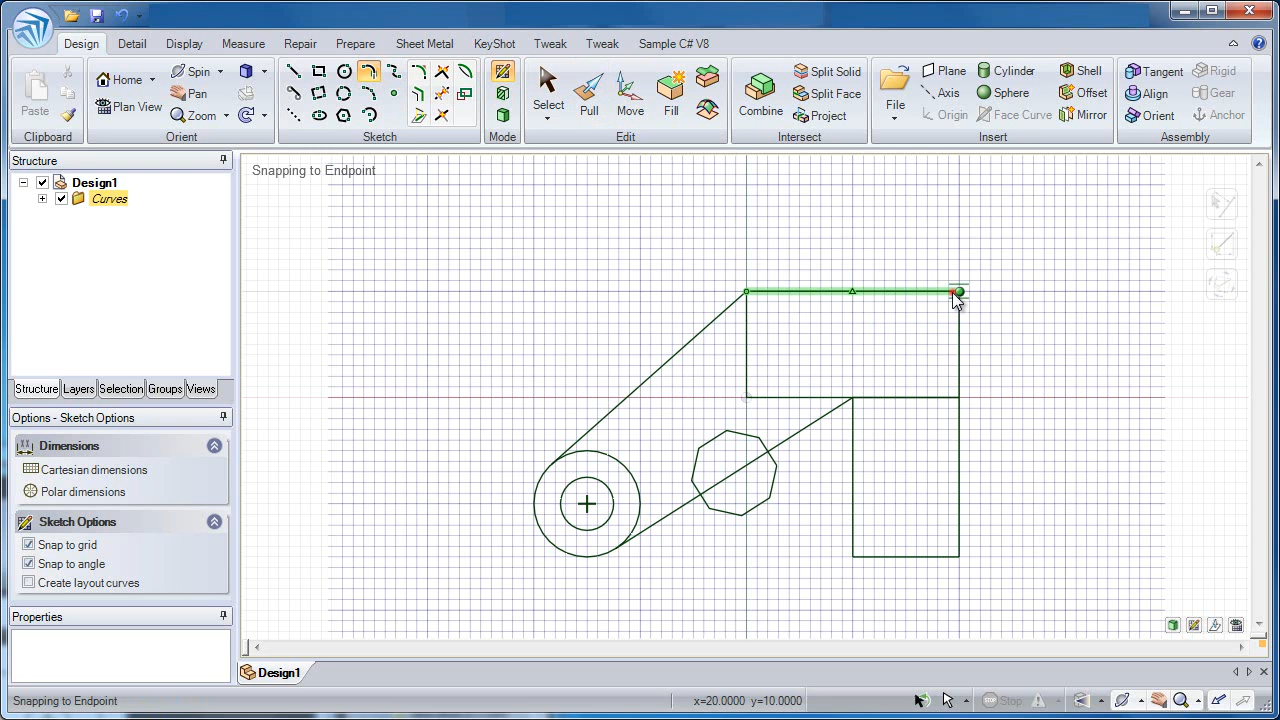 Design Detail Display Measure Repair Prepare Sheet Metal KeyShot Tweak Tweak Sample C# V8
Paste
Clipboard
Home Spin
Pan
Plan View Zoom
Orient
Sketch
Mode
Select Pull Move Fill
Edit
Combine
Split Solid
Split Face
Project
Intersect
File
Plane Cylinder Shell
Axis Sphere Offset
Origin Face Curve Mirror
Insert
Tangent Rigid
Align Gear
Orient Anchor
Assembly
Structure
Design1
Curves
Structure Layers Selection Groups Views
Options - Sketch Options
Dimensions
Cartesian dimensions
Polar dimensions
Sketch Options
Snap to grid
Snap to angle
Create layout curves
Properties
Snapping to Endpoint
Design1
Snapping to Endpoint
x=20.0000 y=10.0000
Stop